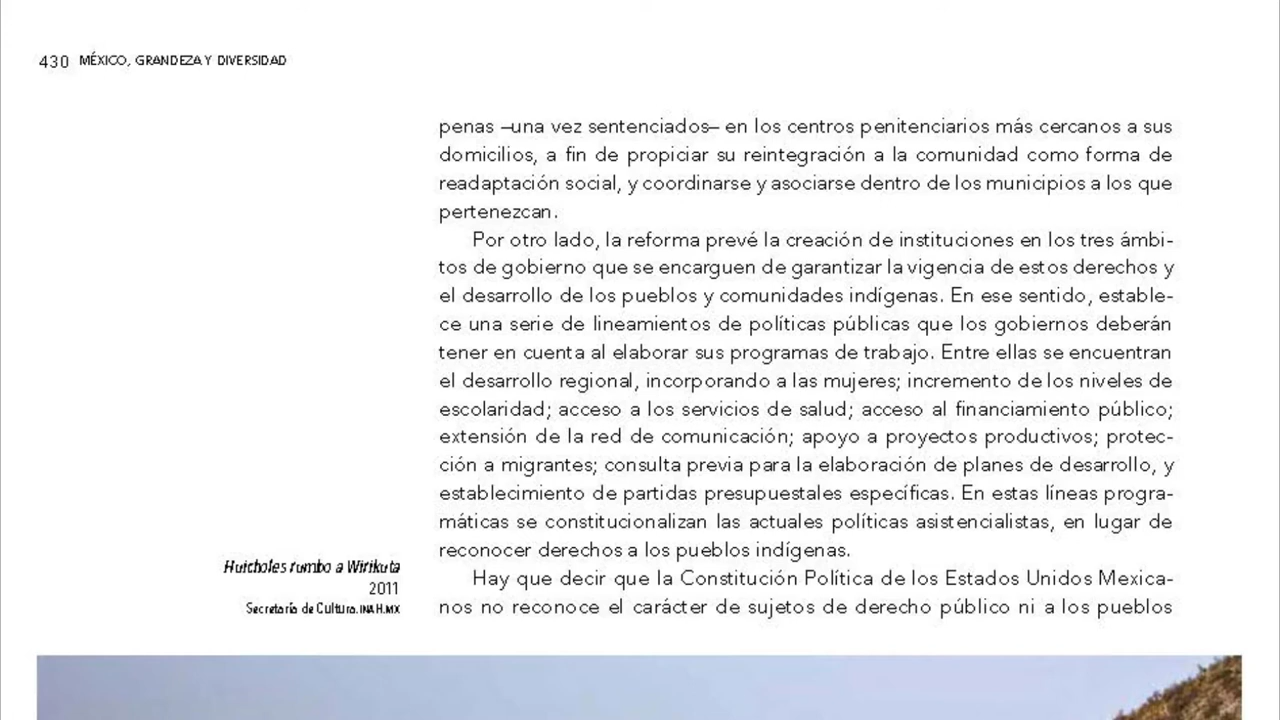 430 MÉXICO, GRANDEZA Y DIVERSIDAD
penas –una vez sentenciados– en los centros penitenciarios más cercanos a sus
domicilios, a fin de propiciar su reintegración a la comunidad como forma de
readaptación social, y coordinarse y asociarse dentro de los municipios a los que
pertenezcan.
Por otro lado, la reforma prevé la creación de instituciones en los tres ámbi-
tos de gobierno que se encarguen de garantizar la vigencia de estos derechos y
el desarrollo de los pueblos y comunidades indígenas. En ese sentido, estable-
ce una serie de lineamientos de políticas públicas que los gobiernos deberán
tener en cuenta al elaborar sus programas de trabajo. Entre ellas se encuentran
el desarrollo regional, incorporando a las mujeres; incremento de los niveles de
escolaridad; acceso a los servicios de salud; acceso al financiamiento público;
extensión de la red de comunicación; apoyo a proyectos productivos; protec-
ción a migrantes; consulta previa para la elaboración de planes de desarrollo, y
establecimiento de partidas presupuestales específicas. En estas líneas progra-
máticas se constitucionalizan las actuales políticas asistencialistas, en lugar de
reconocer derechos a los pueblos indígenas.
Hay que decir que la Constitución Política de los Estados Unidos Mexica-
nos no reconoce el carácter de sujetos de derecho público ni a los pueblos
Huicholes rumbo a Wirikuta
2011
Secretaría de Cultura.INAH.MX